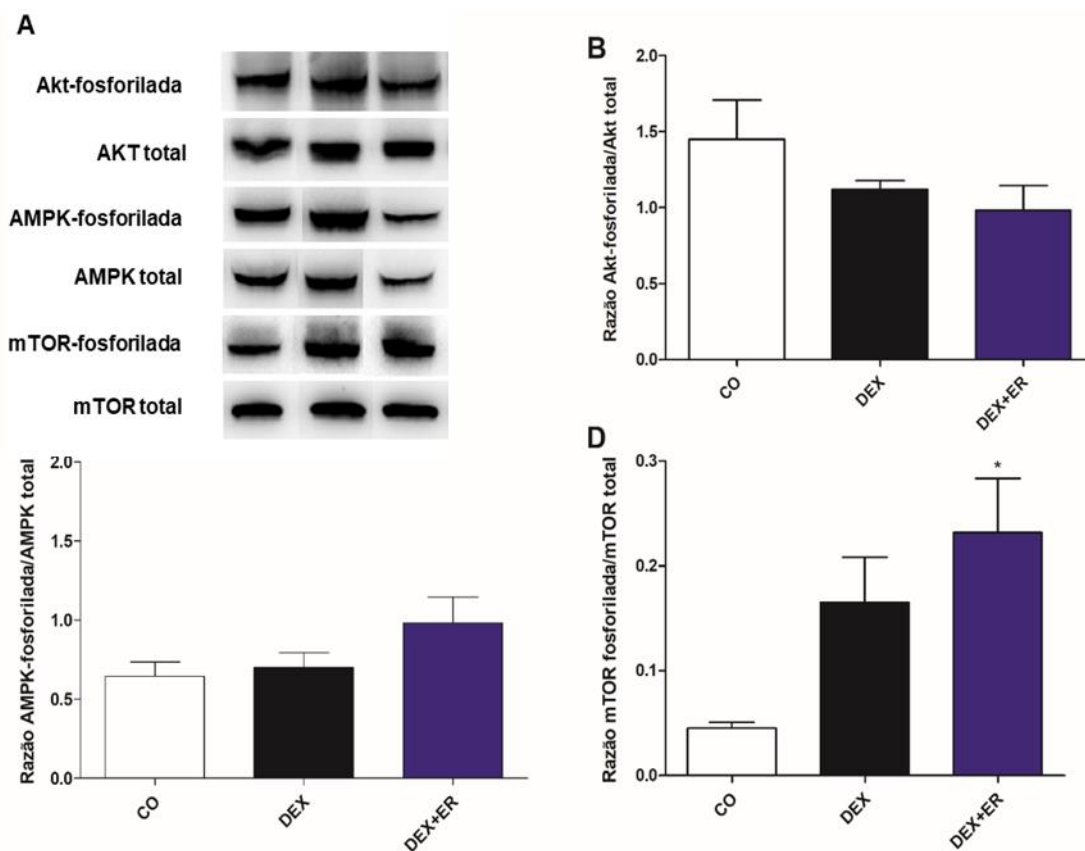 A
Akt-fosforilada
AKT total
AMPK-fosforilada
AMPK total
mTOR-fosforilada
mTOR total
B
Razão Akt-fosforilada/Akt total
2.0
1.5
1.0
0.5
0.0
CO
DEX
DEX+ER
Razão AMPK-fosforilada/AMPK total
2.0
1.5
1.0
0.5
0.0
CO
DEX
DEX+ER
D
Razão mTOR fosforilada/mTOR total
0.3
0.2
0.1
0.0
*
CO
DEX
DEX+ER